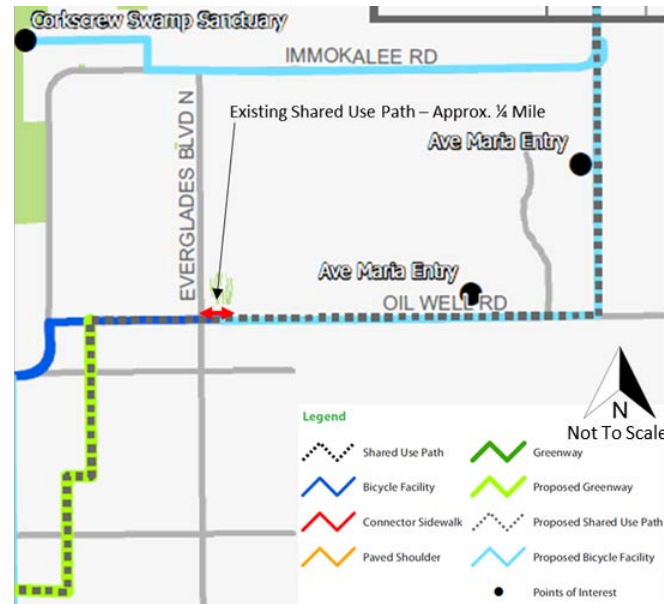 Corkscrew Swamp Sanctuary
IMMOKALEE RD
EVERGLADES BLVD N
Existing Shared Use Path – Approx. ¼ Mile
Ave Maria Entry
Ave Maria Entry
OIL WELL RD
N
Not To Scale
Legend
Shared Use Path
Greenway
Bicycle Facility
Proposed Greenway
Connector Sidewalk
Proposed Shared Use Path
Paved Shoulder
Proposed Bicycle Facility
Points of Interest